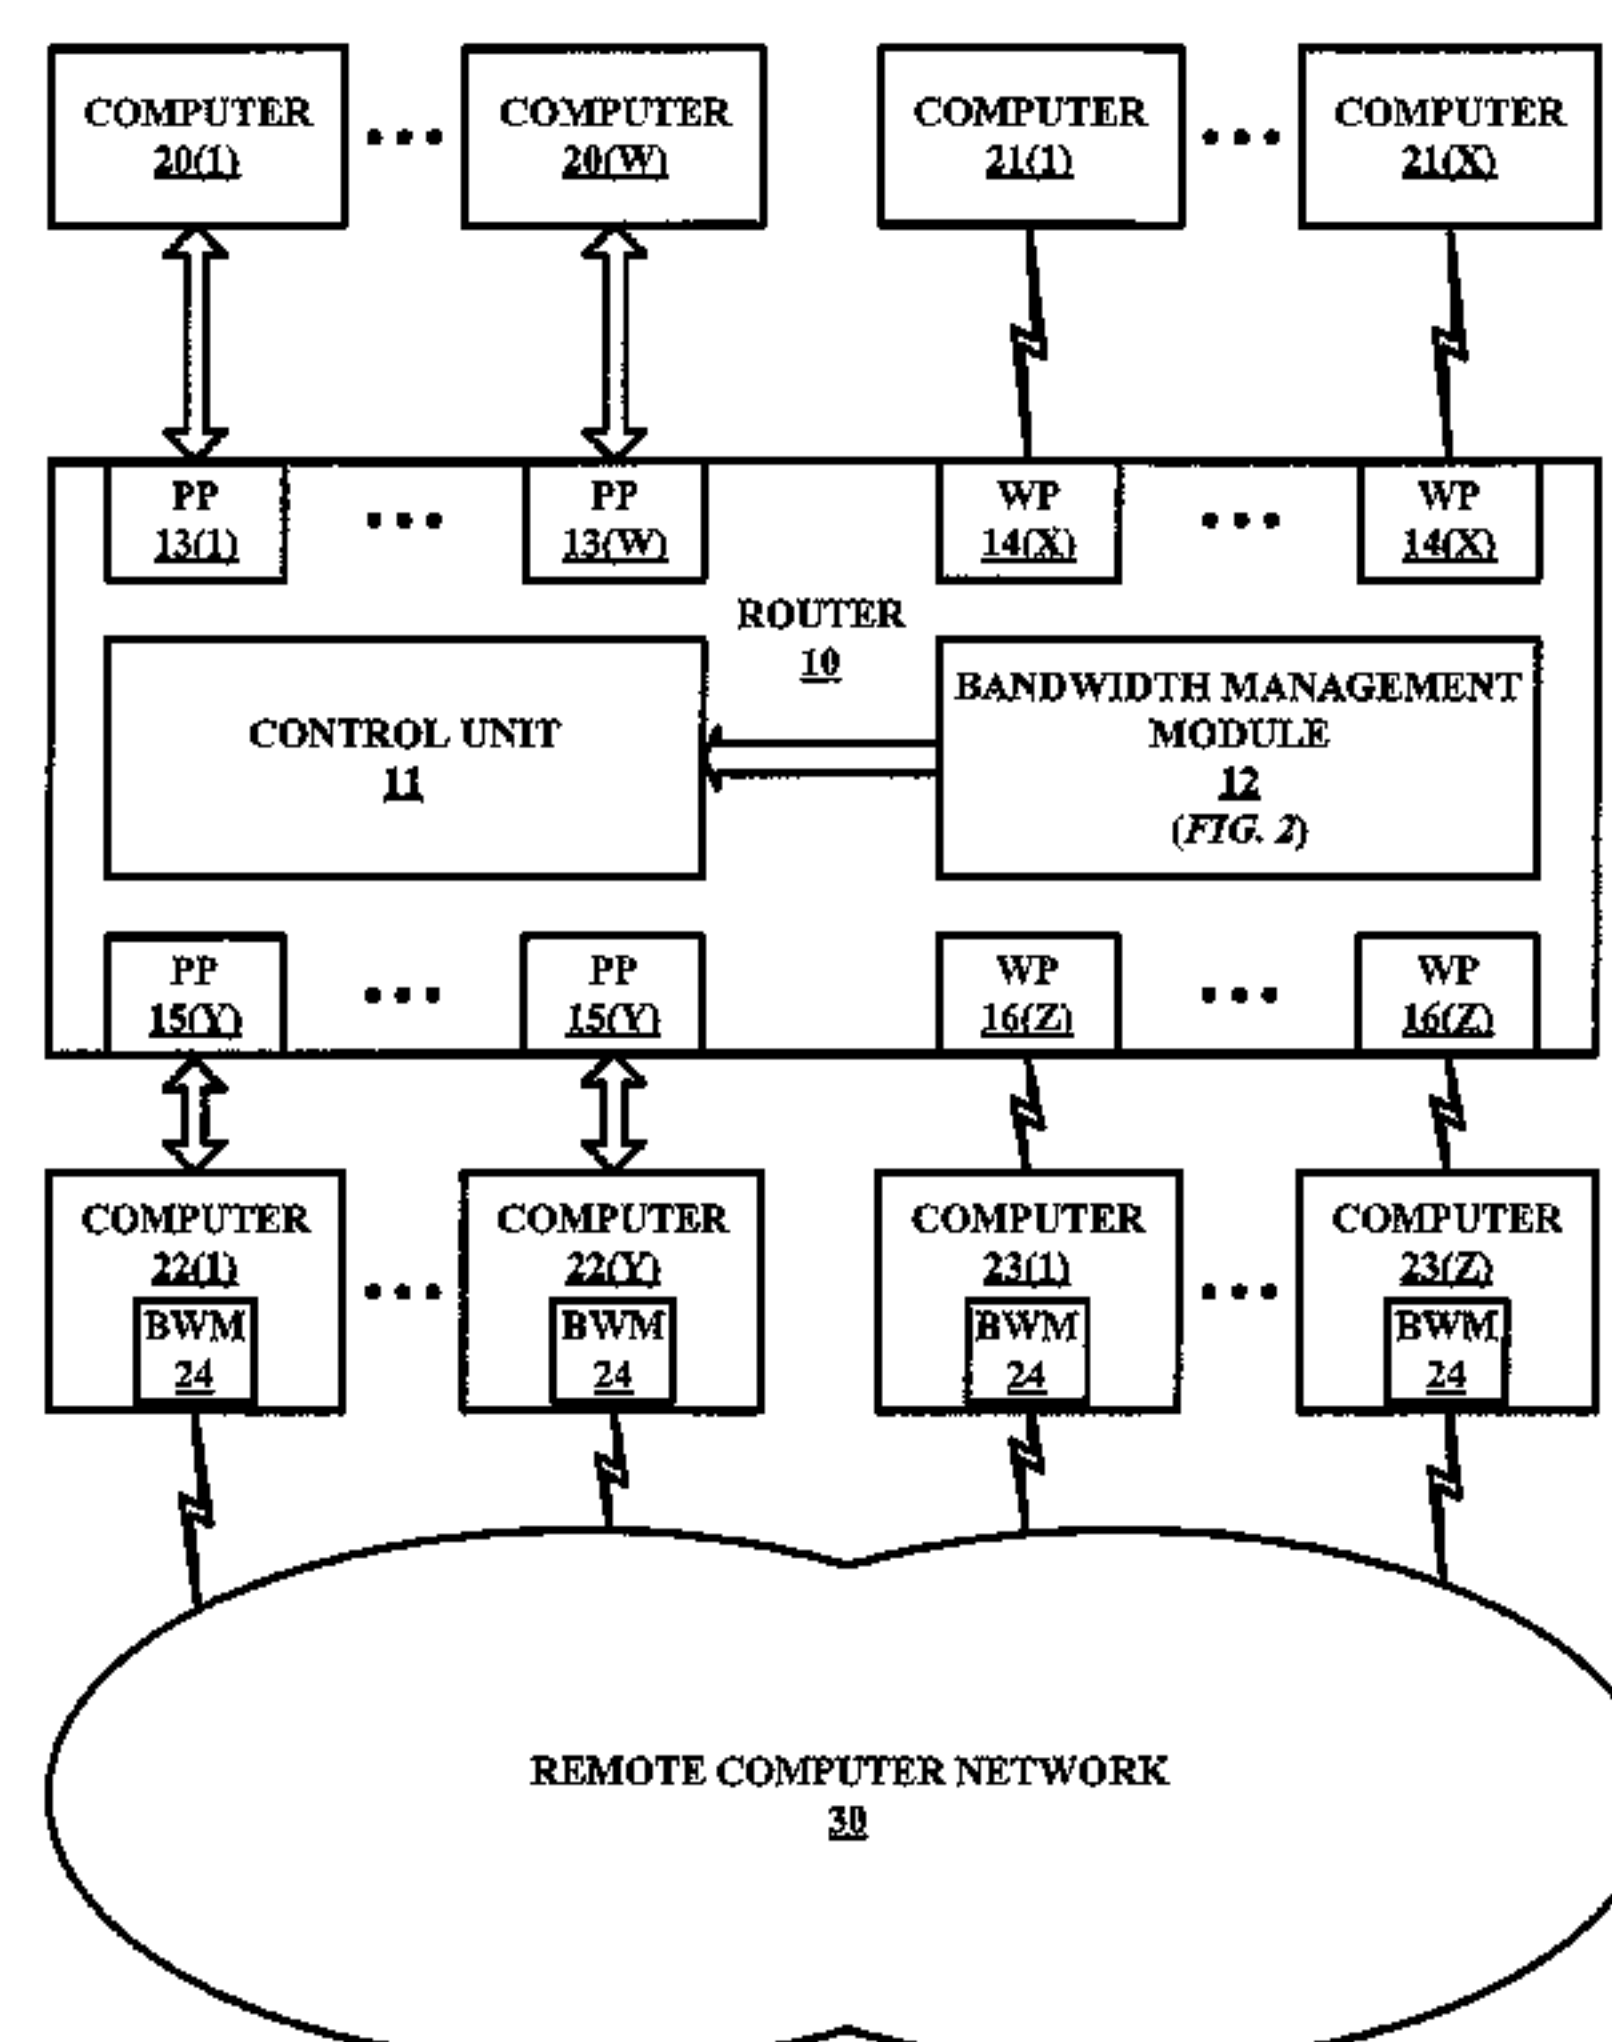 COMPUTER
20(1)
COMPUTER
20(W)
COMPUTER
21(1)
COMPUTER
21(X)
PP
13(1)
PP
13(W)
WP
14(X)
WP
14(X)
ROUTER
10
CONTROL UNIT
11
BANDWIDTH MANAGEMENT
MODULE
12
(FIG. 2)
PP
15(Y)
PP
15(Y)
WP
16(Z)
WP
16(Z)
COMPUTER
22(1)
BWM
24
COMPUTER
22(Y)
BWM
24
COMPUTER
23(1)
BWM
24
COMPUTER
23(Z)
BWM
24
REMOTE COMPUTER NETWORK
30